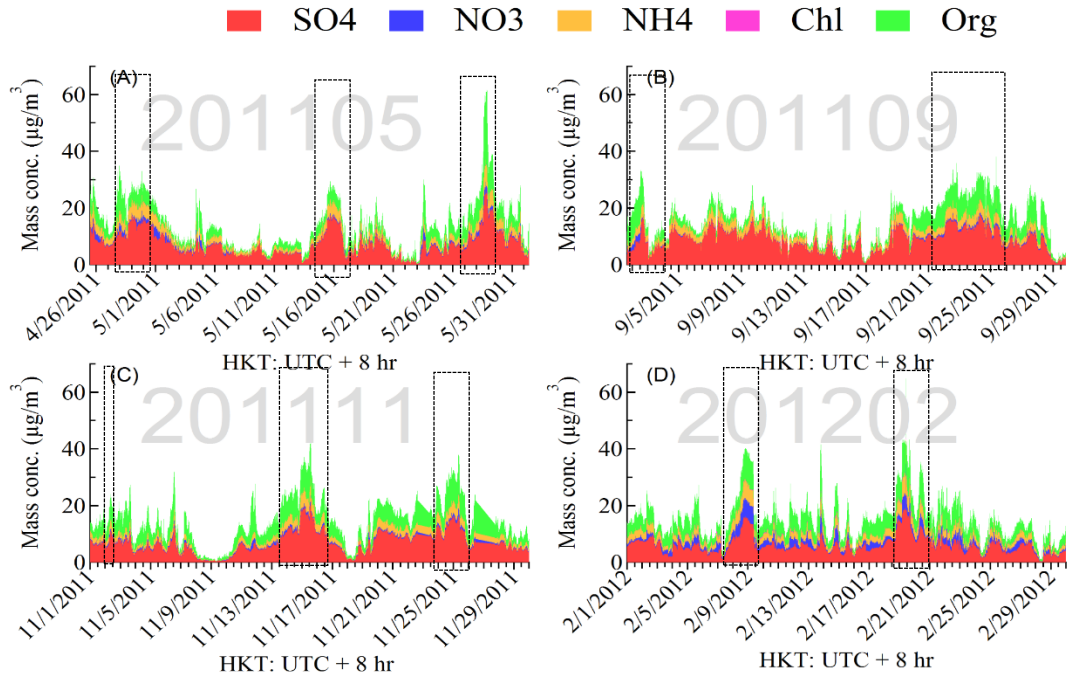 SO4 NO3 NH4 Chl Org
(A)
201105
Mass conc. (µg/m³)
60
40
20
0
4/26/2011 5/1/2011 5/6/2011 5/11/2011 5/16/2011 5/21/2011 5/26/2011 5/31/2011
HKT: UTC + 8 hr
(B)
201109
Mass conc. (µg/m³)
60
40
20
0
9/5/2011 9/9/2011 9/13/2011 9/17/2011 9/21/2011 9/25/2011 9/29/2011
HKT: UTC + 8 hr
(C)
201111
Mass conc. (µg/m³)
60
40
20
0
11/1/2011 11/5/2011 11/9/2011 11/13/2011 11/17/2011 11/21/2011 11/25/2011 11/29/2011
HKT: UTC + 8 hr
(D)
201202
Mass conc. (µg/m³)
60
40
20
0
2/1/2012 2/5/2012 2/9/2012 2/13/2012 2/17/2012 2/21/2012 2/25/2012 2/29/2012
HKT: UTC + 8 hr